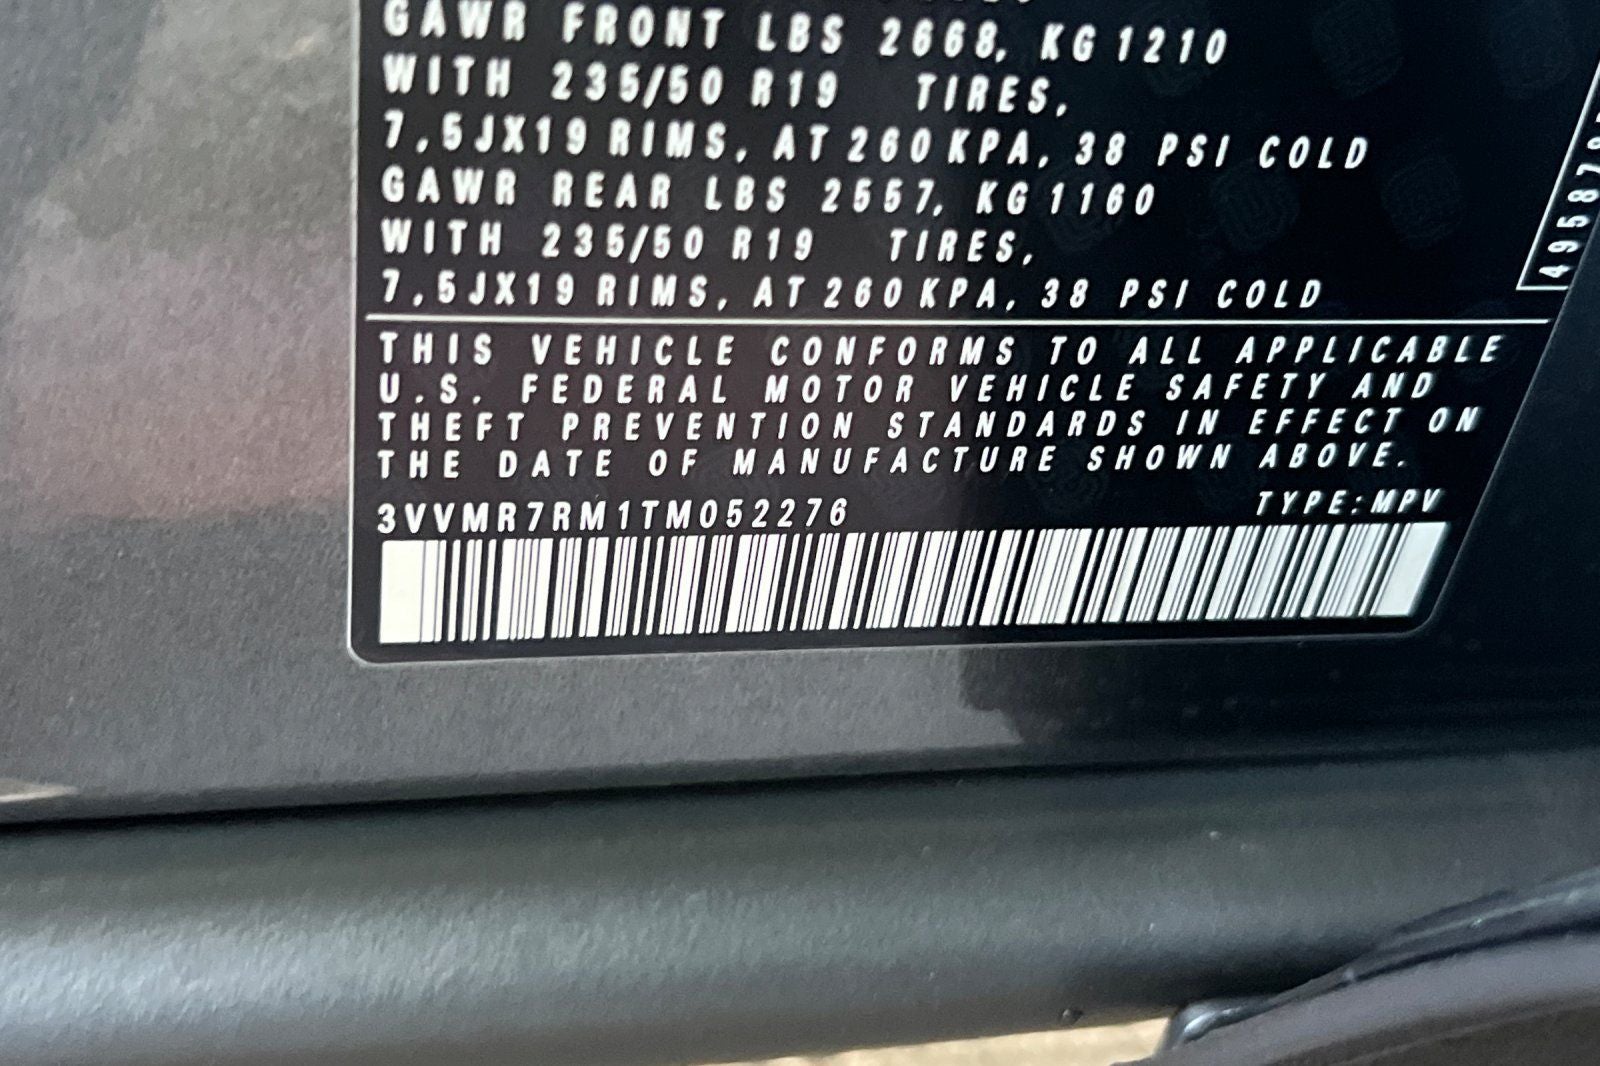 GAWR FRONT LBS 2668, KG 1210
WITH 235/50 R19 TIRES,
7,5JX19 RIMS, AT 260 KPA, 38 PSI COLD
GAWR REAR LBS 2557, KG 1160
WITH 235/50 R19 TIRES,
7,5JX19 RIMS, AT 260 KPA, 38 PSI COLD
THIS VEHICLE CONFORMS TO ALL APPLICABLE
U.S. FEDERAL MOTOR VEHICLE SAFETY AND
THEFT PREVENTION STANDARDS IN EFFECT ON
THE DATE OF MANUFACTURE SHOWN ABOVE.
3VVMR7RM1TM052276 TYPE: MPV